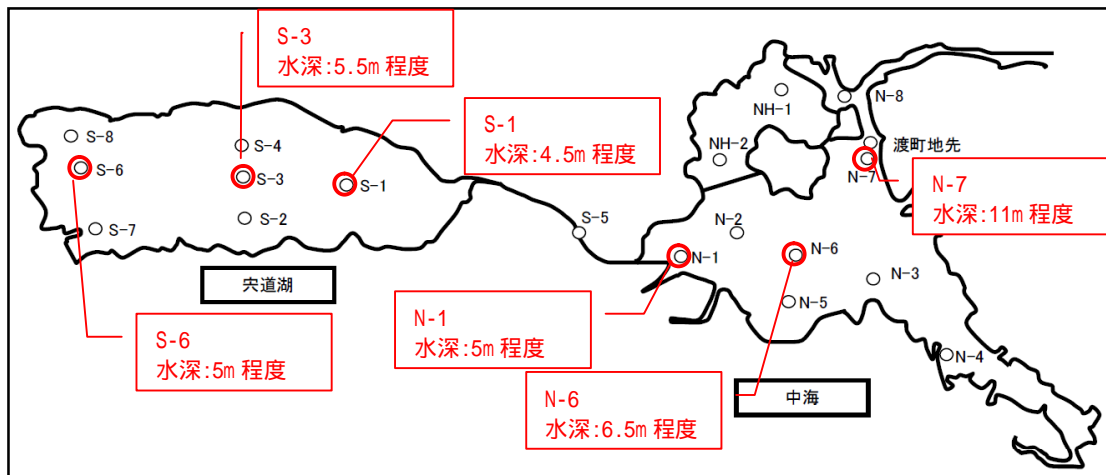 S-3
水深:5.5m 程度
S-1
水深:4.5m 程度
NH-1
N-8
S-8
S-4
渡町地先
NH-2
S-6
S-3
S-1
N-7
N-7
水深:11m 程度
S-2
S-7
S-5
N-2
N-1
N-6
N-3
宍道湖
N-5
S-6
水深:5m 程度
N-1
水深:5m 程度
N-4
N-6
水深:6.5m 程度
中海